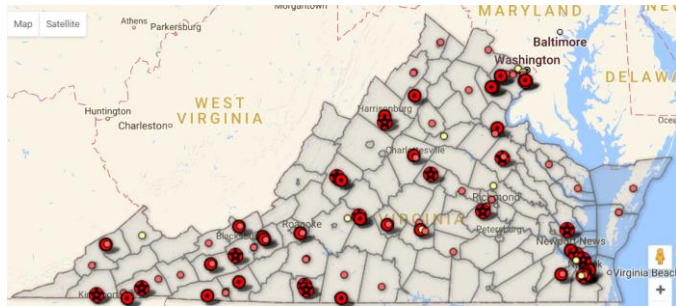 Morgantown
MARYLAND
Map
Satellite
Athens
Parkersburg
Baltimore
Washington
DELAWA
WEST
VIRGINIA
Huntington
Charleston
Harrisonburg
Charlottesville
Richmond
Roanoke
VIRGINIA
Petersburg
Newport News
Virginia Beach
+